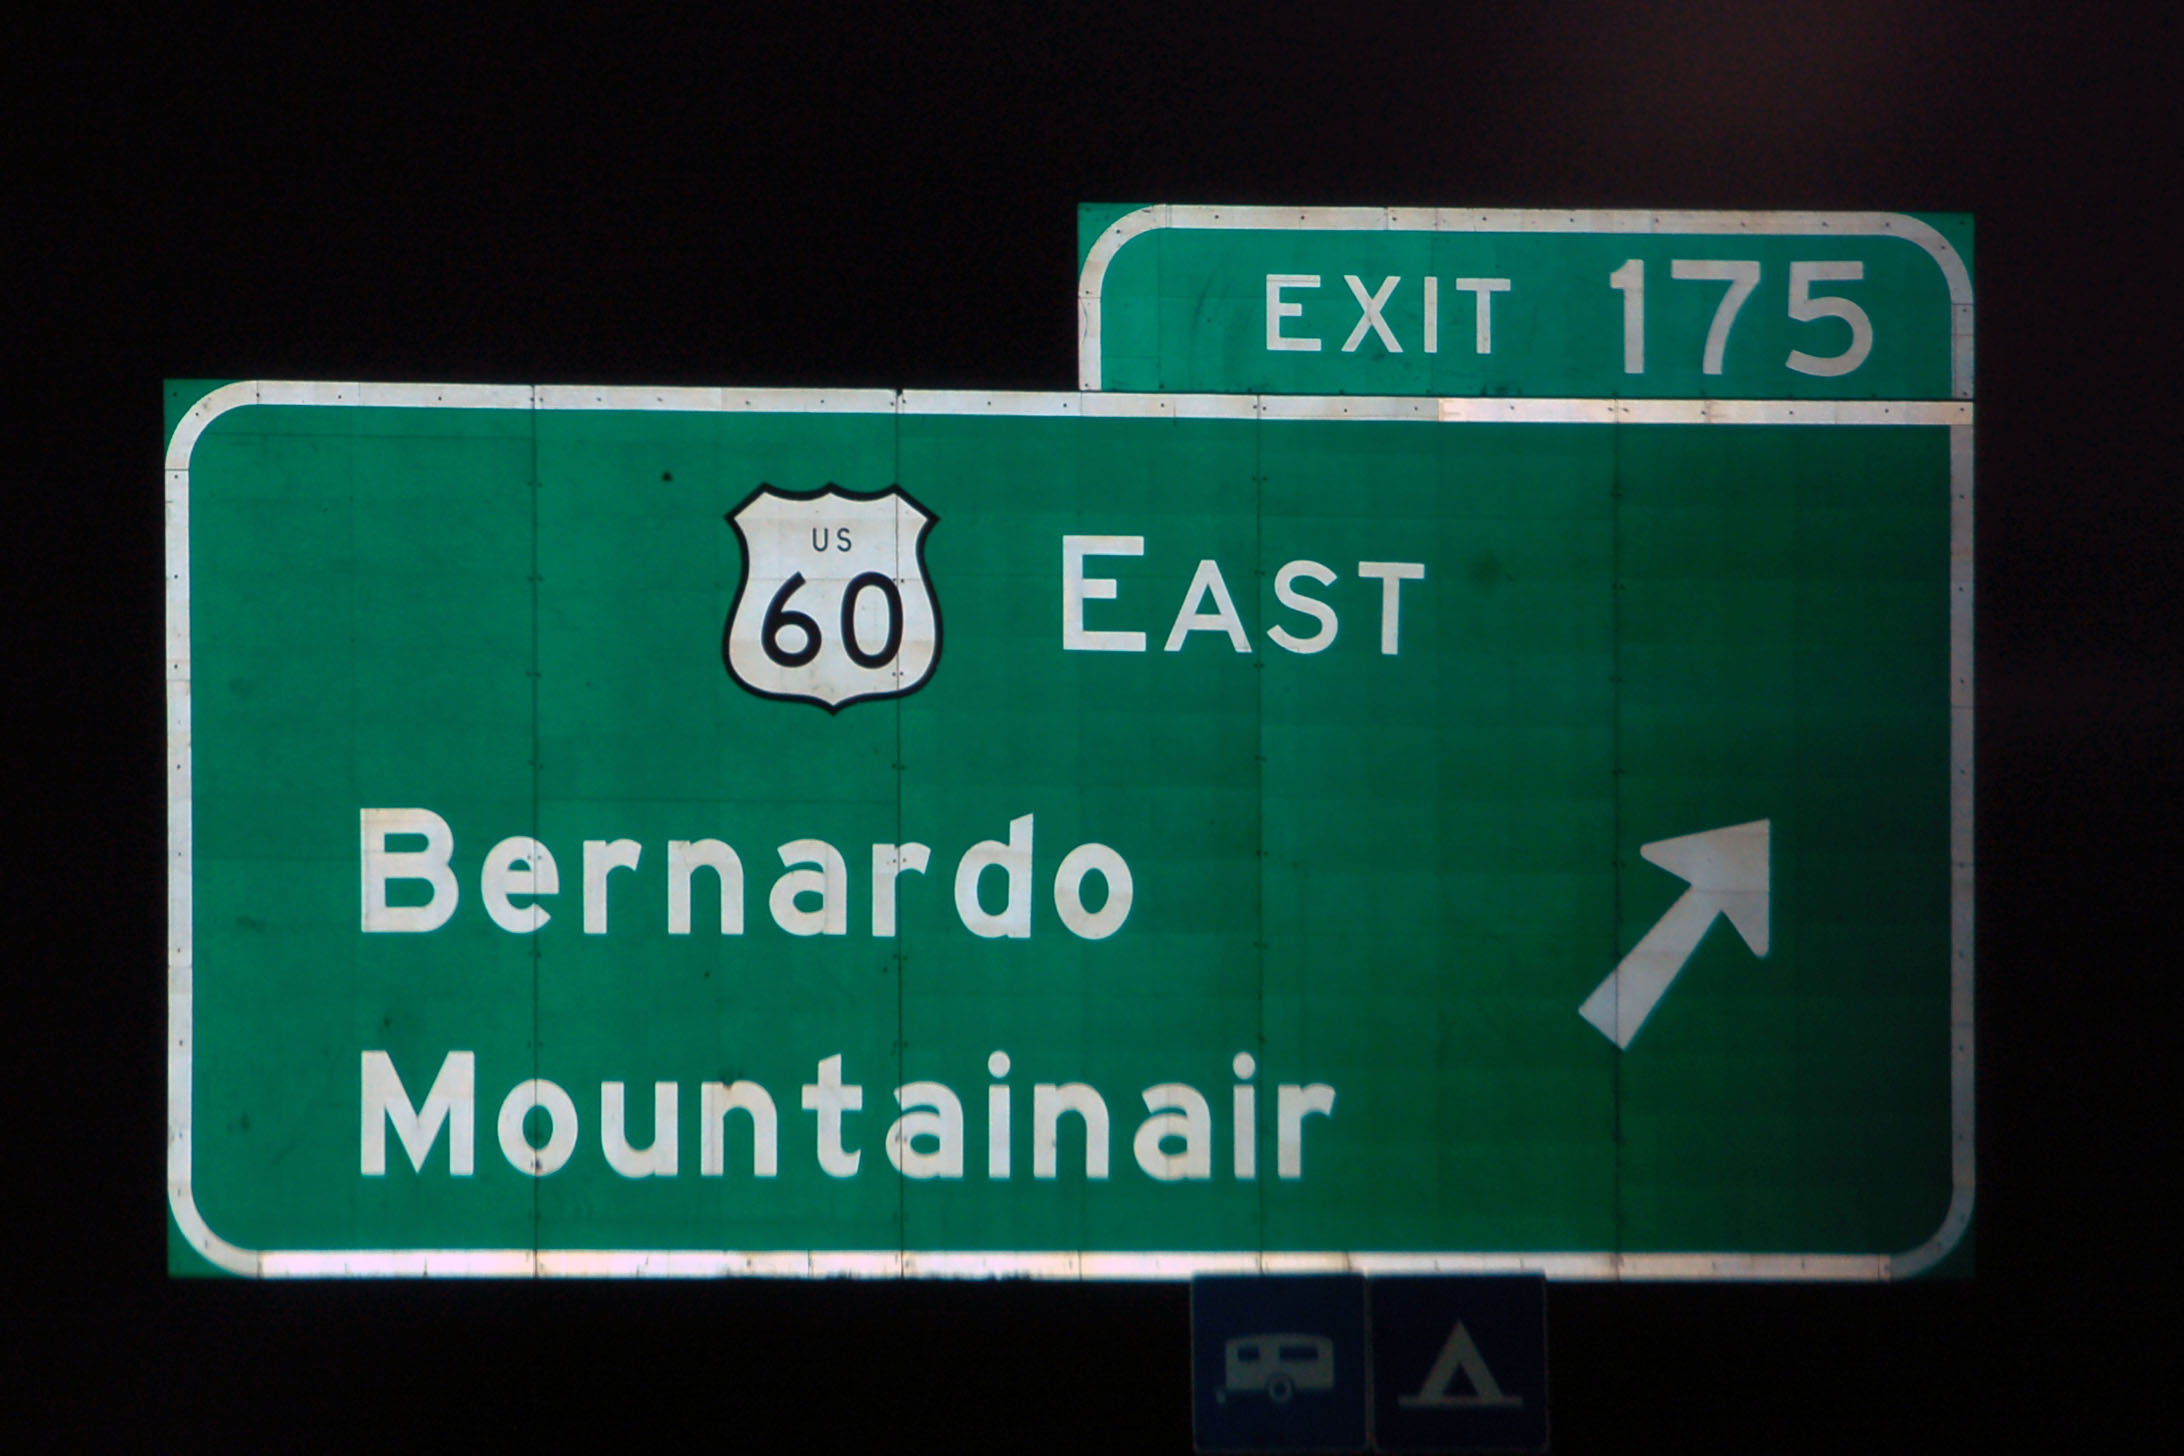 EXIT 175
US
60 EAST
Bernardo
Mountainair